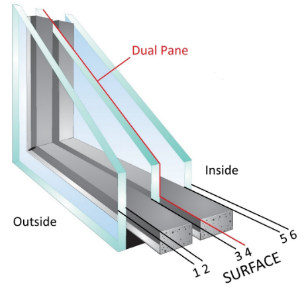 Dual Pane
Inside
Outside
1 2
3 4
5 6
SURFACE